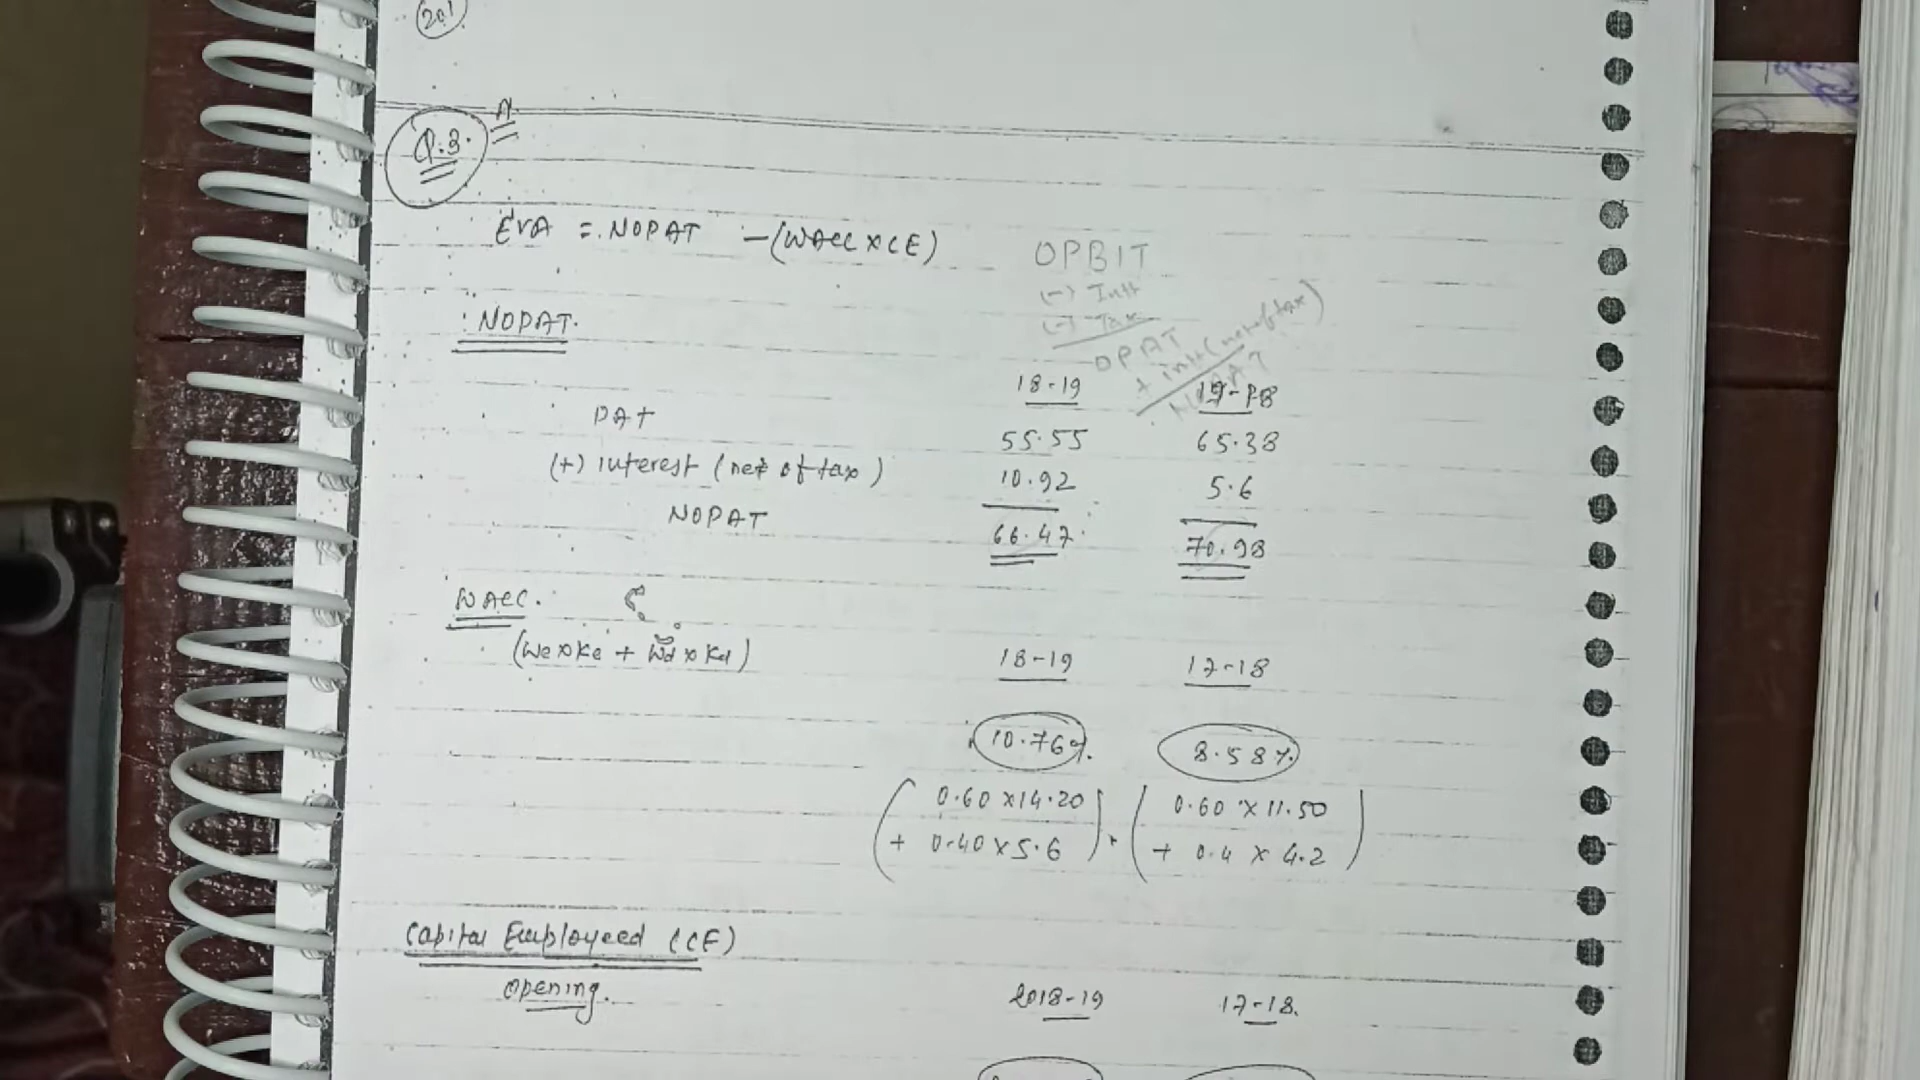 201
Q.3. A.
EVA = NOPAT - (WACC x CE)
OPBIT
(-) Intt
(-) Tax
OPAT
+ intt (net of tax)
NOPAT
: NOPAT.
18-19 17-18
PAT 55.55 65.38
(+) interest (net of tax) 10.92 5.6
NOPAT 66.47 70.98
WACC.
(We x Ke + Wd x Kd) 18-19 17-18
10.76% 8.58%
(0.60 x 14.20 (0.60 x 11.50
+ 0.40 x 5.6) + 0.4 x 4.2)
Capital Employeed (CE)
opening. 2018-19 17-18.